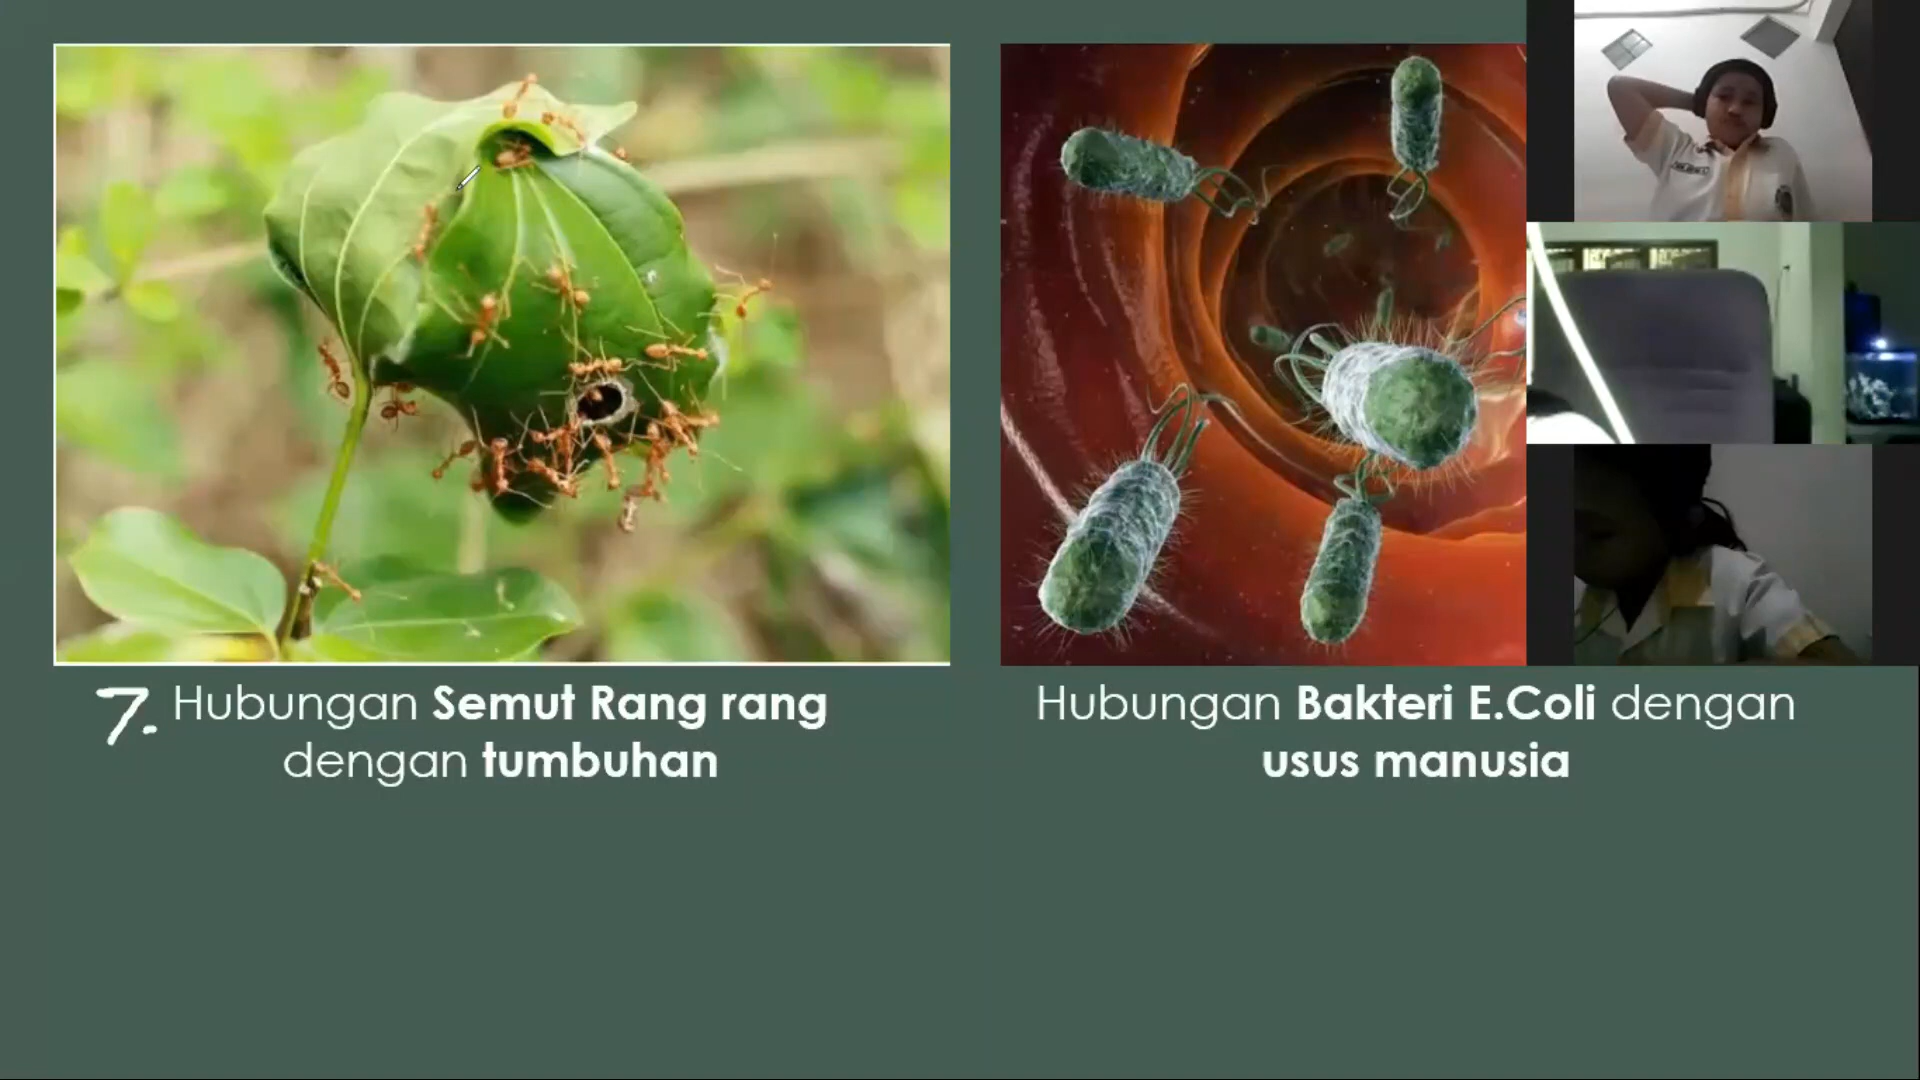 7. Hubungan Semut Rang rang
dengan tumbuhan
Hubungan Bakteri E.Coli dengan
usus manusia